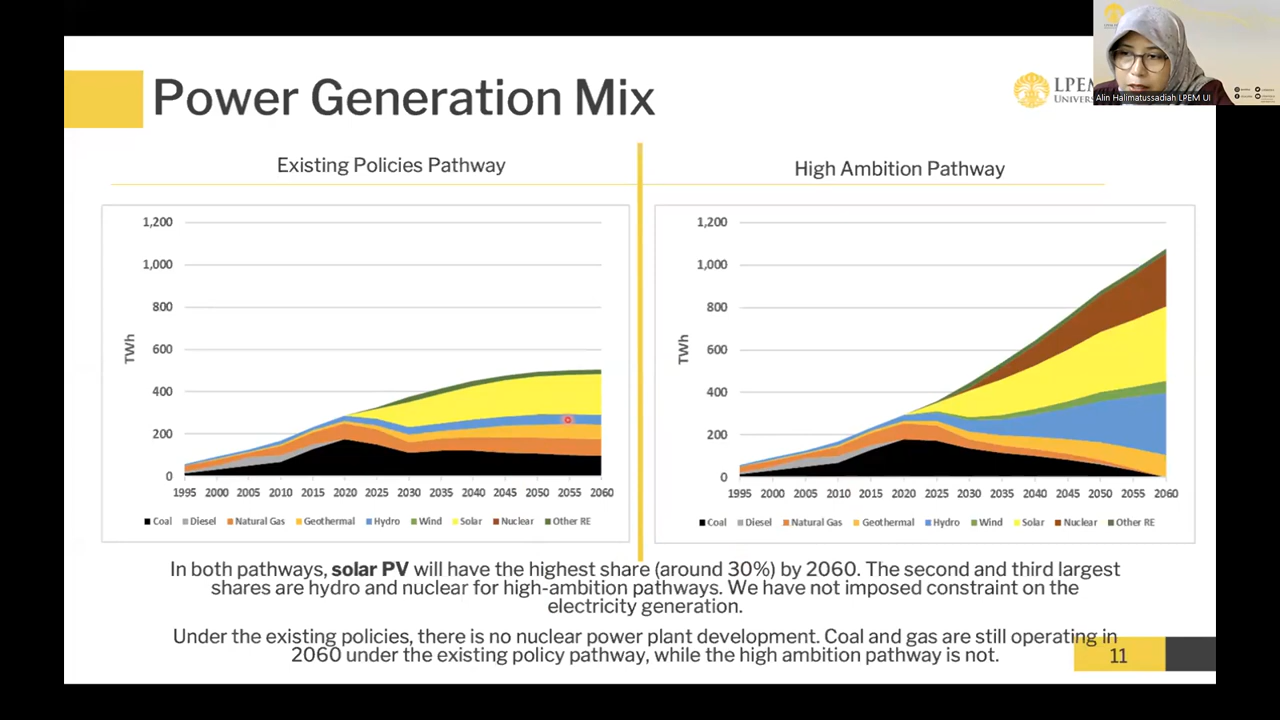 Power Generation Mix
LPEM
UNIVERS
Alin Halimatussadiah LPEM UI
Existing Policies Pathway
High Ambition Pathway
1,200
1,000
800
600
400
200
0
TWh
1995 2000 2005 2010 2015 2020 2025 2030 2035 2040 2045 2050 2055 2060
Coal Diesel Natural Gas Geothermal Hydro Wind Solar Nuclear Other RE
1,200
1,000
800
600
400
200
0
TWh
1995 2000 2005 2010 2015 2020 2025 2030 2035 2040 2045 2050 2055 2060
Coal Diesel Natural Gas Geothermal Hydro Wind Solar Nuclear Other RE
In both pathways, solar PV will have the highest share (around 30%) by 2060. The second and third largest
shares are hydro and nuclear for high-ambition pathways. We have not imposed constraint on the
electricity generation.
Under the existing policies, there is no nuclear power plant development. Coal and gas are still operating in
2060 under the existing policy pathway, while the high ambition pathway is not.
11